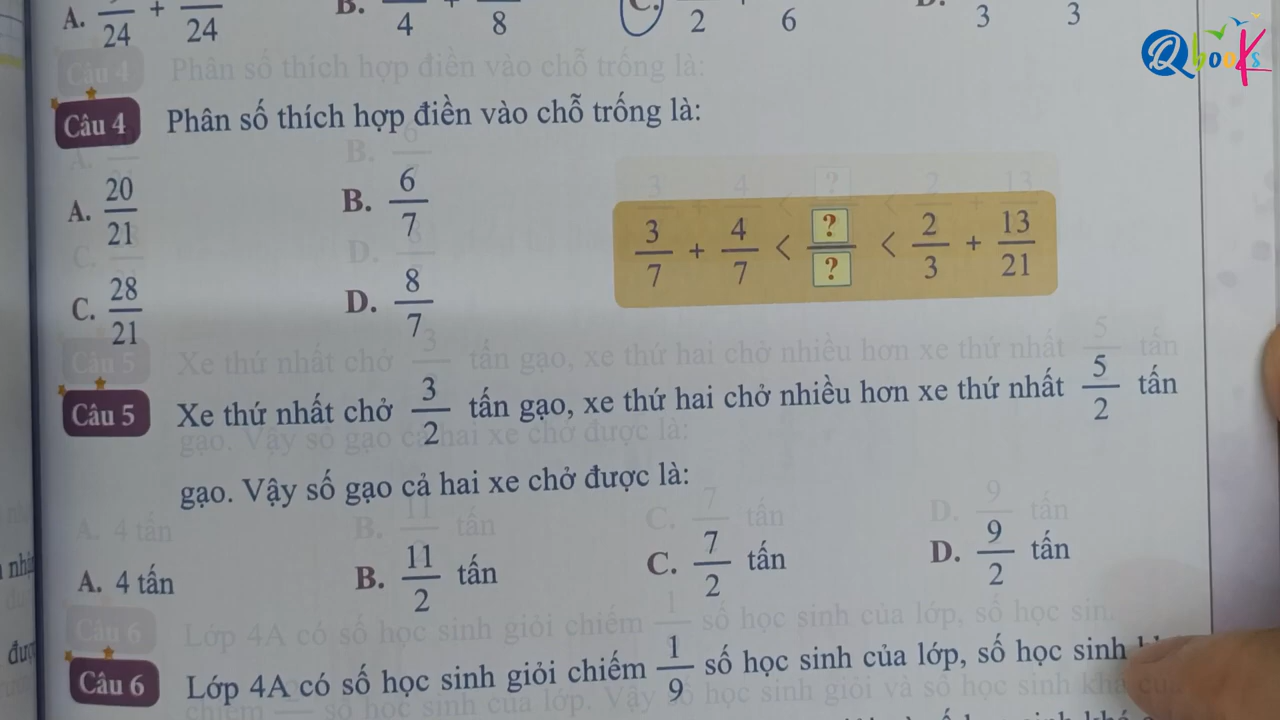 Qbooks
A. /24 + /24 B. /4 + /8 C. /2 + /6 D. /3 /3
Câu 4 Phân số thích hợp điền vào chỗ trống là:
A. 20/21 B. 6/7
3/7 + 4/7 < ?/? < 2/3 + 13/21
C. 28/21 D. 8/7
Câu 5 Xe thứ nhất chở 3/2 tấn gạo, xe thứ hai chở nhiều hơn xe thứ nhất 5/2 tấn
gạo. Vậy số gạo cả hai xe chở được là:
A. 4 tấn B. 11/2 tấn C. 7/2 tấn D. 9/2 tấn
Câu 6 Lớp 4A có số học sinh giỏi chiếm 1/9 số học sinh của lớp, số học sinh